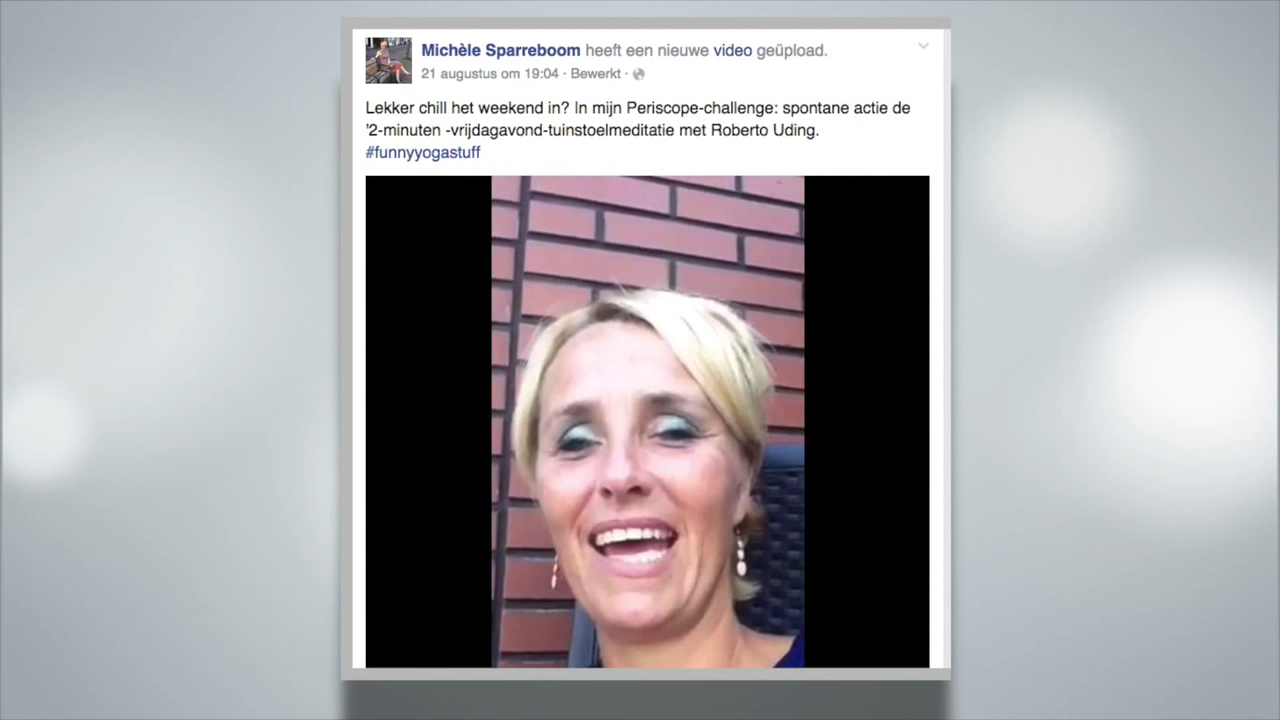 Michèle Sparreboom heeft een nieuwe video geüpload.
21 augustus om 19:04 · Bewerkt ·
Lekker chill het weekend in? In mijn Periscope-challenge: spontane actie de
'2-minuten -vrijdagavond-tuinstoelmeditatie met Roberto Uding.
#funnyyogastuff